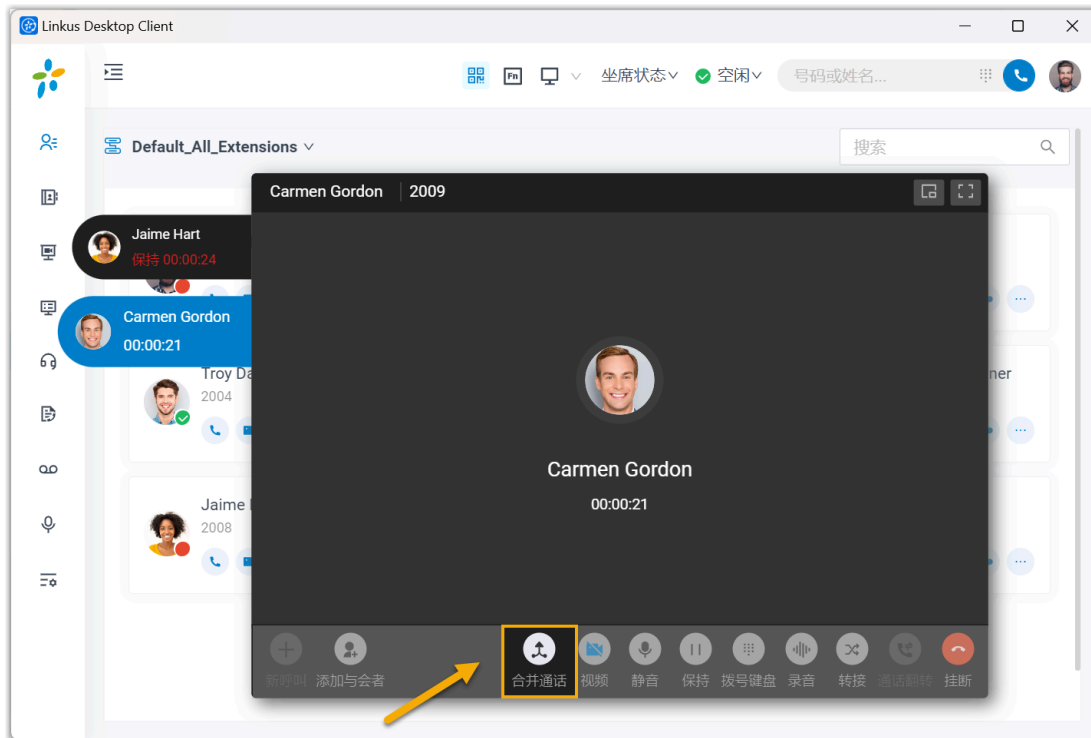 Linkus Desktop Client
Fn
坐席状态
空闲
号码或姓名...
Default_All_Extensions
搜索
Carmen Gordon
2009
Jaime Hart
保持 00:00:24
Carmen Gordon
00:00:21
Troy Da
ner
2004
Carmen Gordon
00:00:21
Jaime
2008
新呼叫
添加与会者
合并通话
视频
静音
保持
拨号键盘
录音
转接
通话翻转
挂断